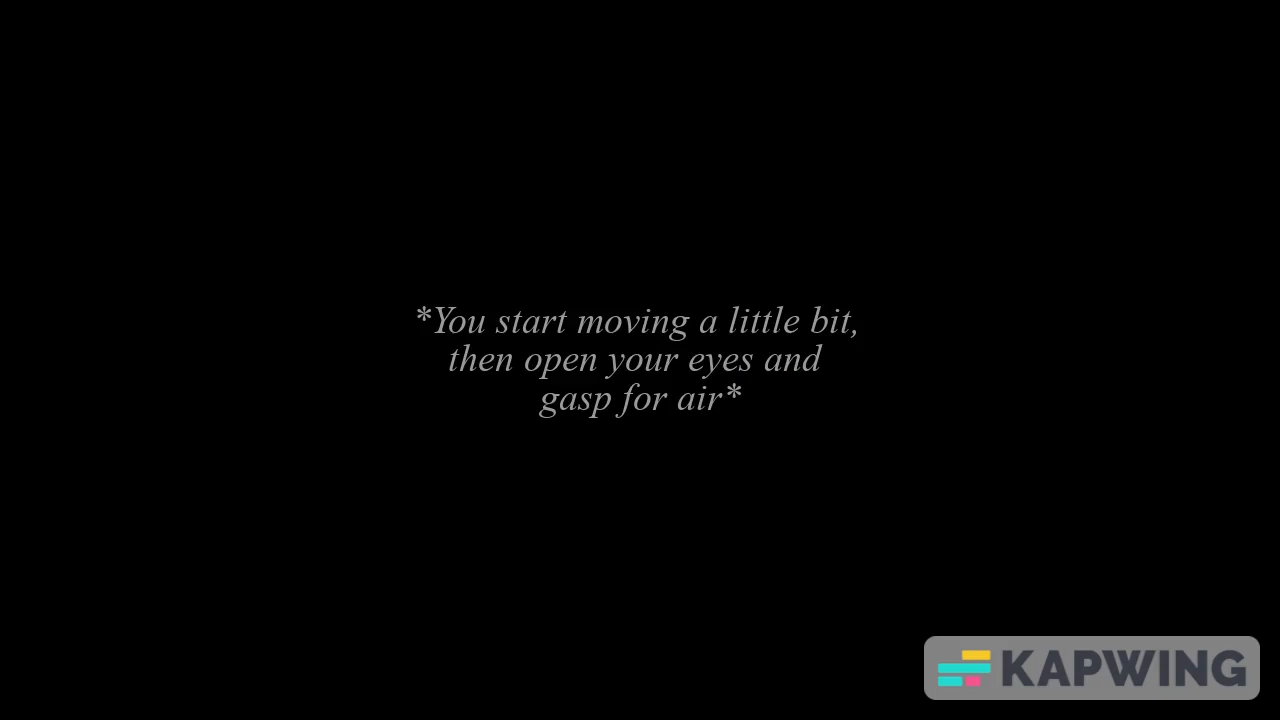 *You start moving a little bit,
then open your eyes and
gasp for air*
KAPWING